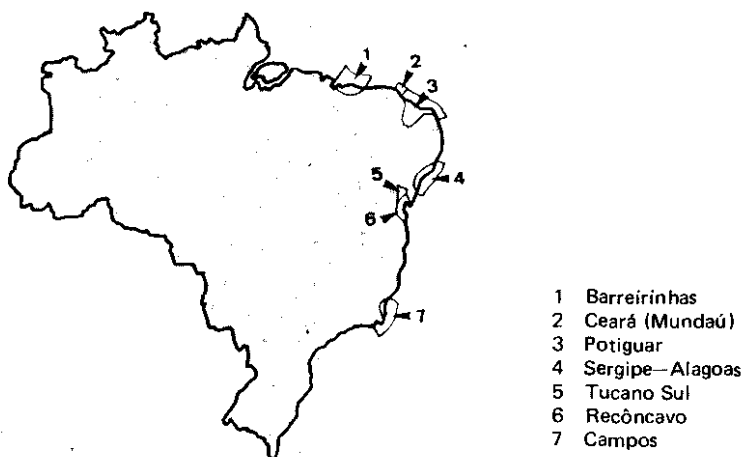 1
2
3
4
5
6
7
1 Barreirinhas
2 Ceará (Mundaú)
3 Potiguar
4 Sergipe–Alagoas
5 Tucano Sul
6 Recôncavo
7 Campos